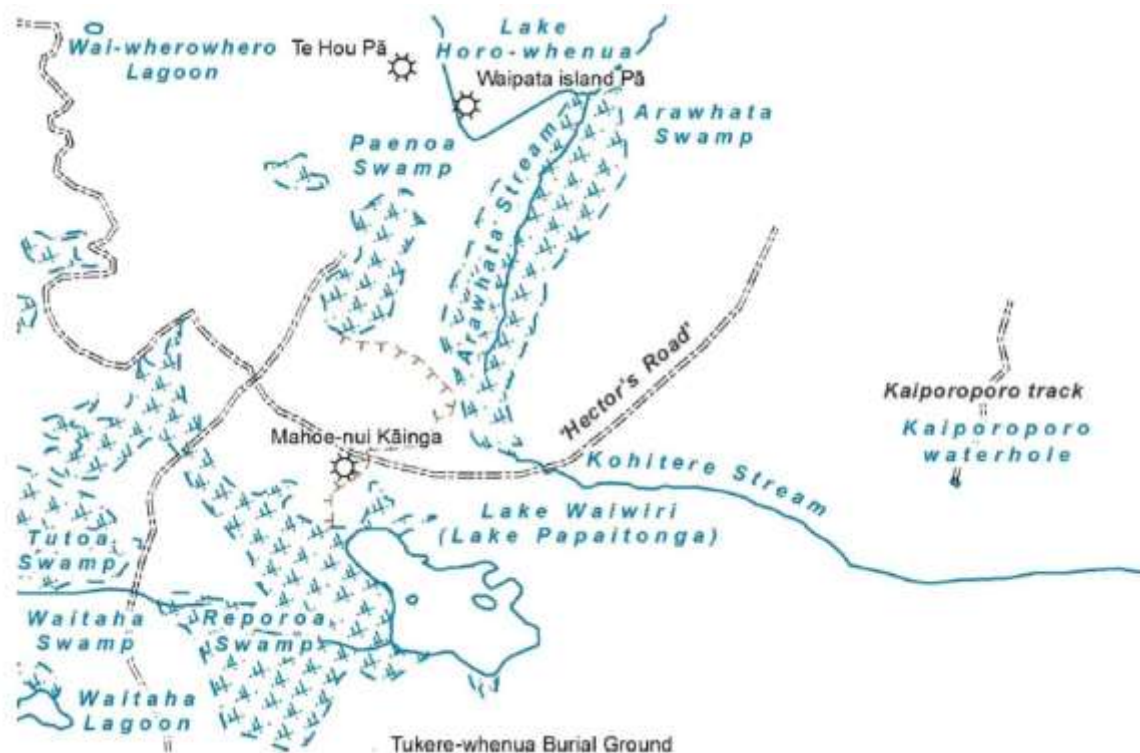 Wai-wherowhero
Lagoon
Te Hou Pā
Lake
Horo-whenua
Waipata island Pā
Arawhata
Swamp
Paenoa
Swamp
Arawhata Stream
'Hector's Road'
Kaiporoporo track
Kaiporoporo
waterhole
Mahoe-nui Kāinga
Kohitere Stream
Lake Waiwiri
(Lake Papaitonga)
Tutoa
Swamp
Waitaha
Swamp
Reporoa
Swamp
Waitaha
Lagoon
Tukere-whenua Burial Ground